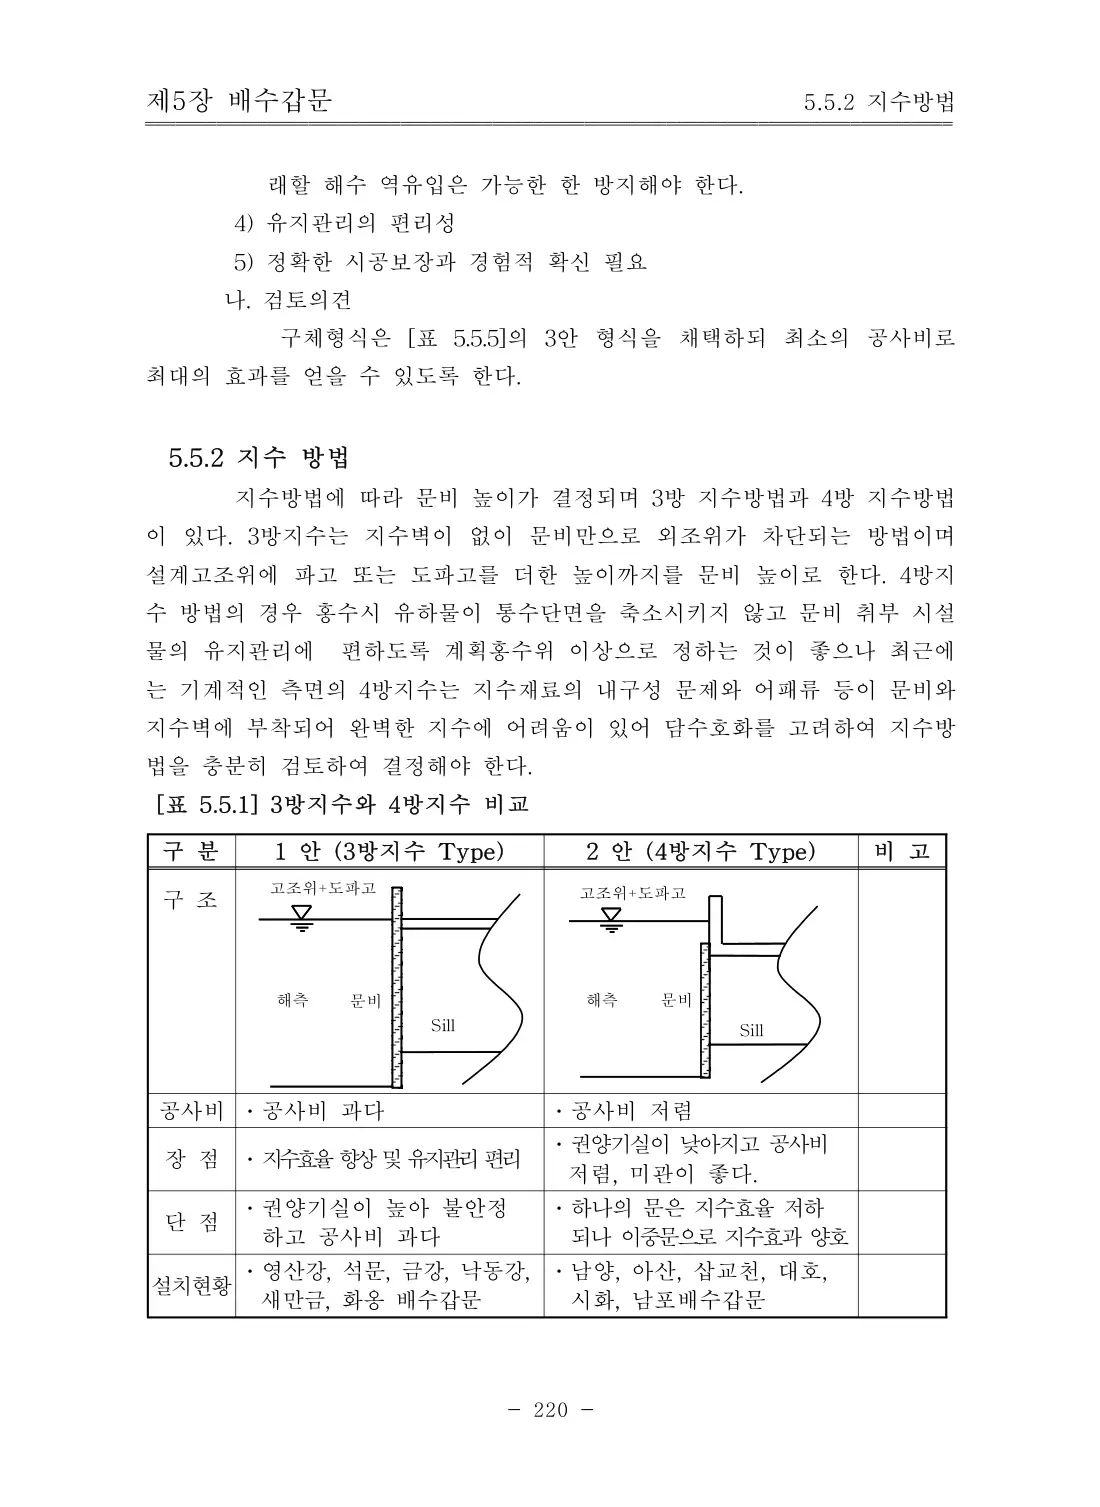 제5장 배수갑문
5.5.2 지수방법
래할 해수 역유입은 가능한 한 방지해야 한다.
4) 유지관리의 편리성
5) 정확한 시공보장과 경험적 확신 필요
나. 검토의견
구체형식은 [표 5.5.5]의 3안 형식을 채택하되 최소의 공사비로
최대의 효과를 얻을 수 있도록 한다.
5.5.2 지수 방법
지수방법에 따라 문비 높이가 결정되며 3방 지수방법과 4방 지수방법
이 있다. 3방지수는 지수벽이 없이 문비만으로 외조위가 차단되는 방법이며
설계고조위에 파고 또는 도파고를 더한 높이까지를 문비 높이로 한다. 4방지
수 방법의 경우 홍수시 유하물이 통수단면을 축소시키지 않고 문비 취부 시설
물의 유지관리에 편하도록 계획홍수위 이상으로 정하는 것이 좋으나 최근에
는 기계적인 측면의 4방지수는 지수재료의 내구성 문제와 어패류 등이 문비와
지수벽에 부착되어 완벽한 지수에 어려움이 있어 담수호화를 고려하여 지수방
법을 충분히 검토하여 결정해야 한다.
[표 5.5.1] 3방지수와 4방지수 비교
구 분 1 안 (3방지수 Type) 2 안 (4방지수 Type) 비 고
구 조
고조위+도파고
해측 문비
Sill
고조위+도파고
해측 문비
Sill
공사비 · 공사비 과다 · 공사비 저렴
장 점 · 지수효율 향상 및 유지관리 편리
· 권양기실이 낮아지고 공사비
저렴, 미관이 좋다.
단 점
· 권양기실이 높아 불안정
하고 공사비 과다
· 하나의 문은 지수효율 저하
되나 이중문으로 지수효과 양호
설치현황
· 영산강, 석문, 금강, 낙동강,
새만금, 화옹 배수갑문
· 남양, 아산, 삽교천, 대호,
시화, 남포배수갑문
- 220 -